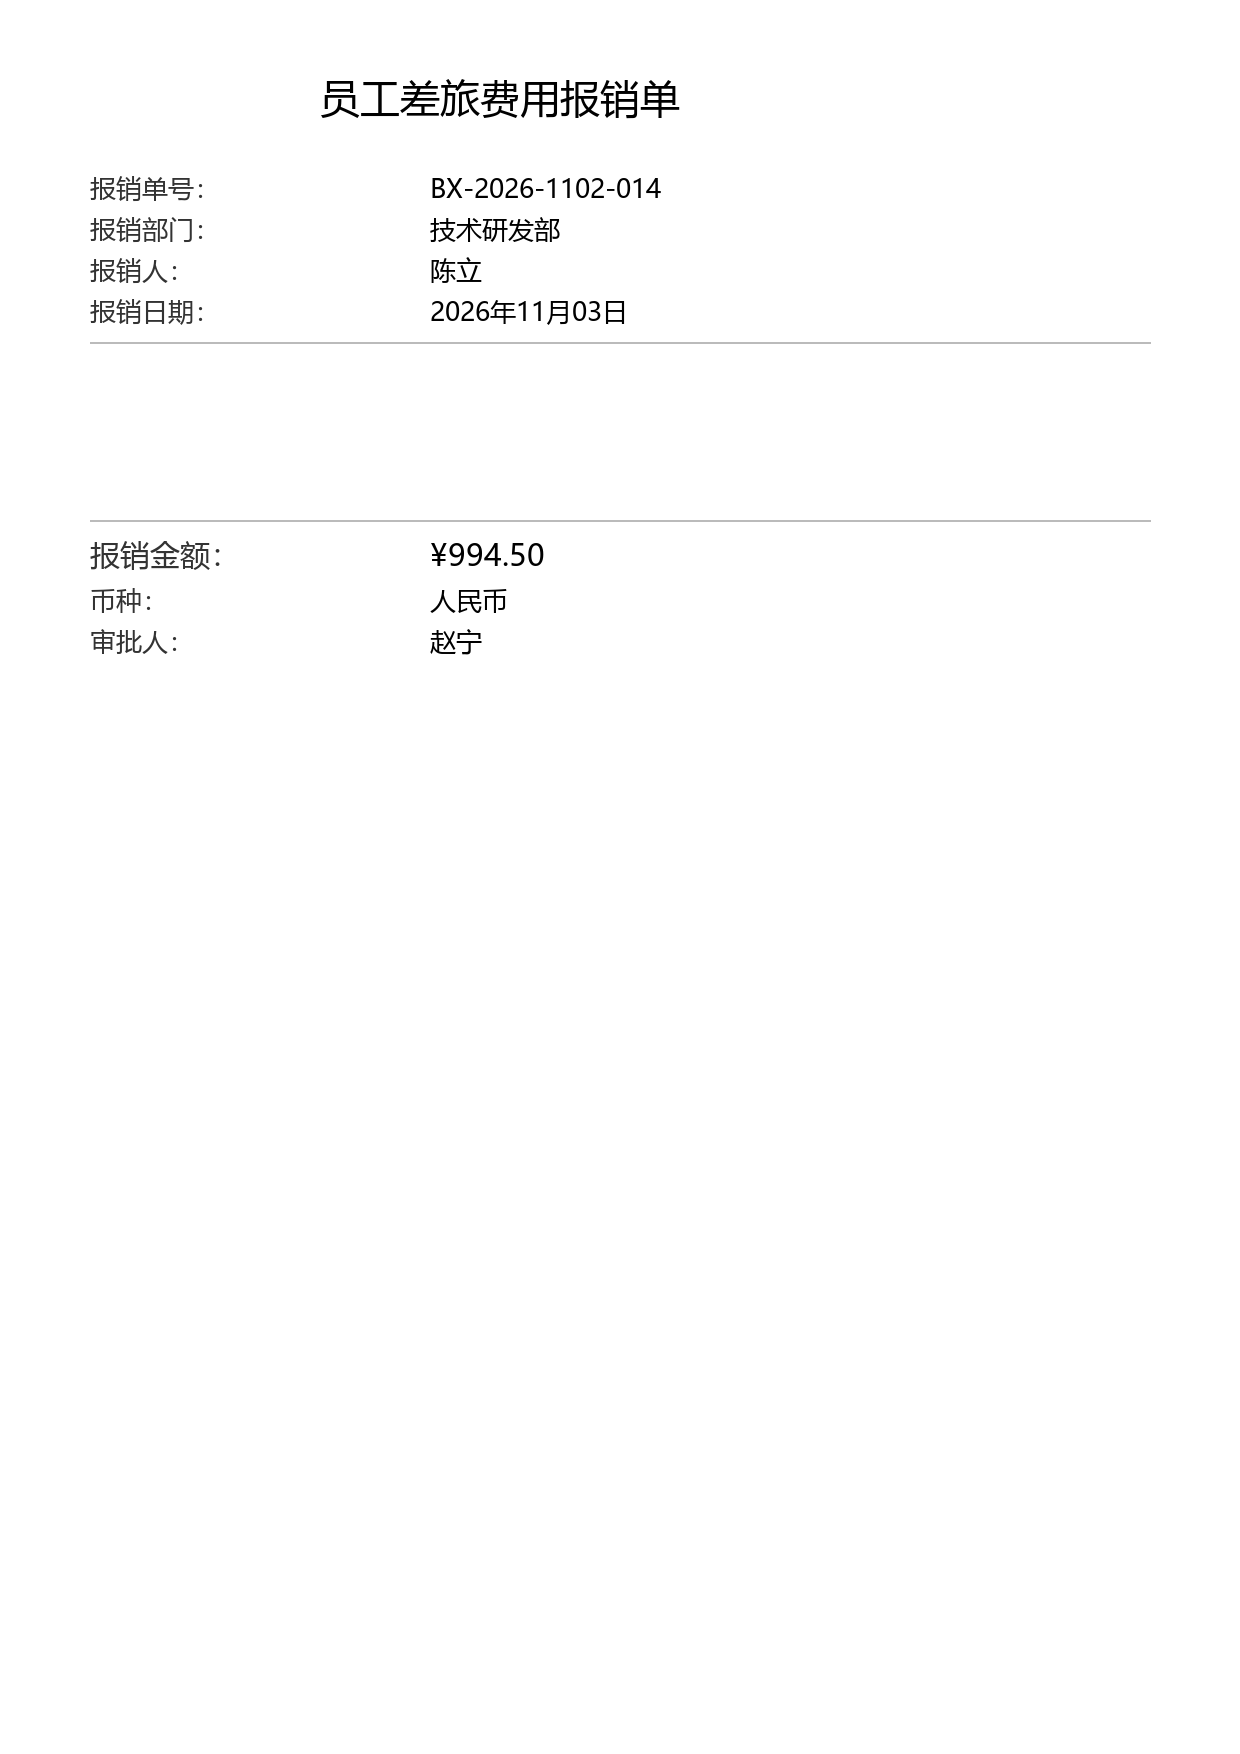 员工差旅费用报销单
报销单号： BX-2026-1102-014
报销部门： 技术研发部
报销人： 陈立
报销日期： 2026年11月03日
报销金额： ¥994.50
币种： 人民币
审批人： 赵宁